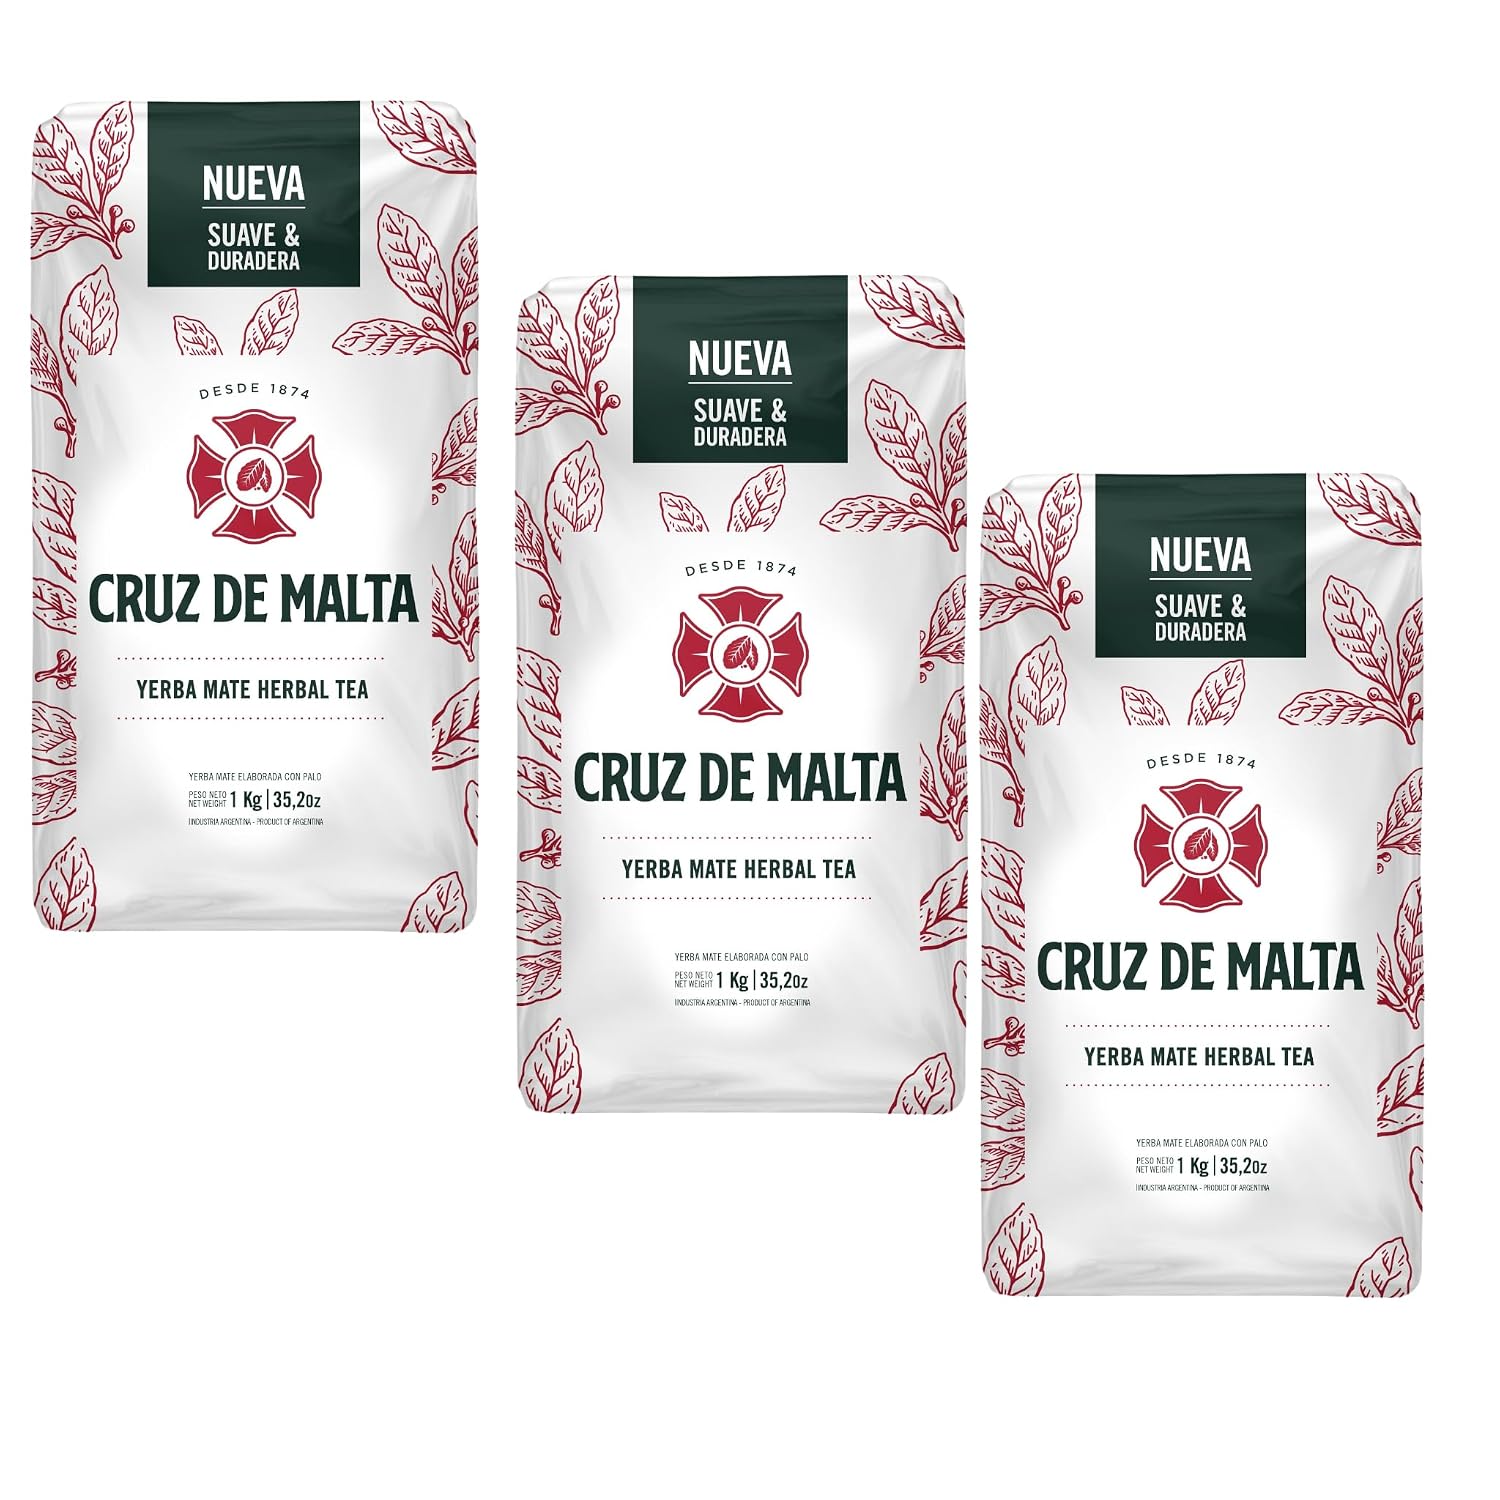 NUEVA
SUAVE &
DURADERA
DESDE 1874
CRUZ DE MALTA
YERBA MATE HERBAL TEA
YERBA MATE ELABORADA CON PALO
PESO NETO
NET WEIGHT 1 Kg | 35,2oz
INDUSTRIA ARGENTINA - PRODUCT OF ARGENTINA
NUEVA
SUAVE &
DURADERA
DESDE 1874
CRUZ DE MALTA
YERBA MATE HERBAL TEA
YERBA MATE ELABORADA CON PALO
PESO NETO
NET WEIGHT 1 Kg | 35,2oz
INDUSTRIA ARGENTINA - PRODUCT OF ARGENTINA
NUEVA
SUAVE &
DURADERA
DESDE 1874
CRUZ DE MALTA
YERBA MATE HERBAL TEA
YERBA MATE ELABORADA CON PALO
PESO NETO
NET WEIGHT 1 Kg | 35,2oz
INDUSTRIA ARGENTINA - PRODUCT OF ARGENTINA